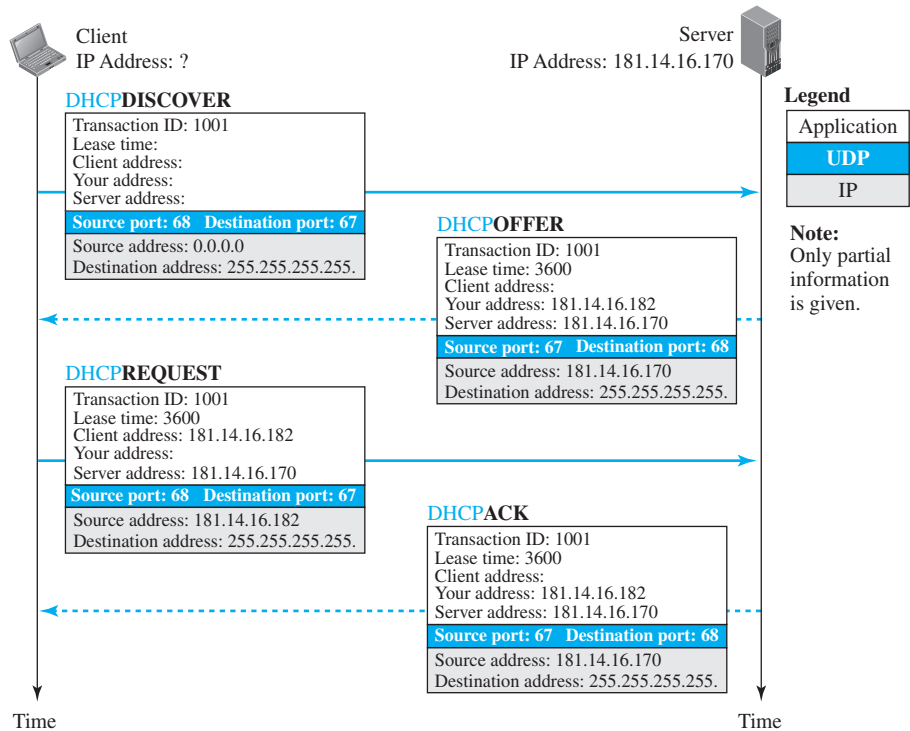 Client
IP Address: ?
Server
IP Address: 181.14.16.170
DHCPDISCOVER
Transaction ID: 1001
Lease time:
Client address:
Your address:
Server address:
Source port: 68 Destination port: 67
Source address: 0.0.0.0
Destination address: 255.255.255.255.
Legend
Application
UDP
IP
Note:
Only partial
information
is given.
DHCPOFFER
Transaction ID: 1001
Lease time: 3600
Client address:
Your address: 181.14.16.182
Server address: 181.14.16.170
Source port: 67 Destination port: 68
Source address: 181.14.16.170
Destination address: 255.255.255.255.
DHCPREQUEST
Transaction ID: 1001
Lease time: 3600
Client address: 181.14.16.182
Your address:
Server address: 181.14.16.170
Source port: 68 Destination port: 67
Source address: 181.14.16.182
Destination address: 255.255.255.255.
DHCPACK
Transaction ID: 1001
Lease time: 3600
Client address:
Your address: 181.14.16.182
Server address: 181.14.16.170
Source port: 67 Destination port: 68
Source address: 181.14.16.170
Destination address: 255.255.255.255.
Time
Time